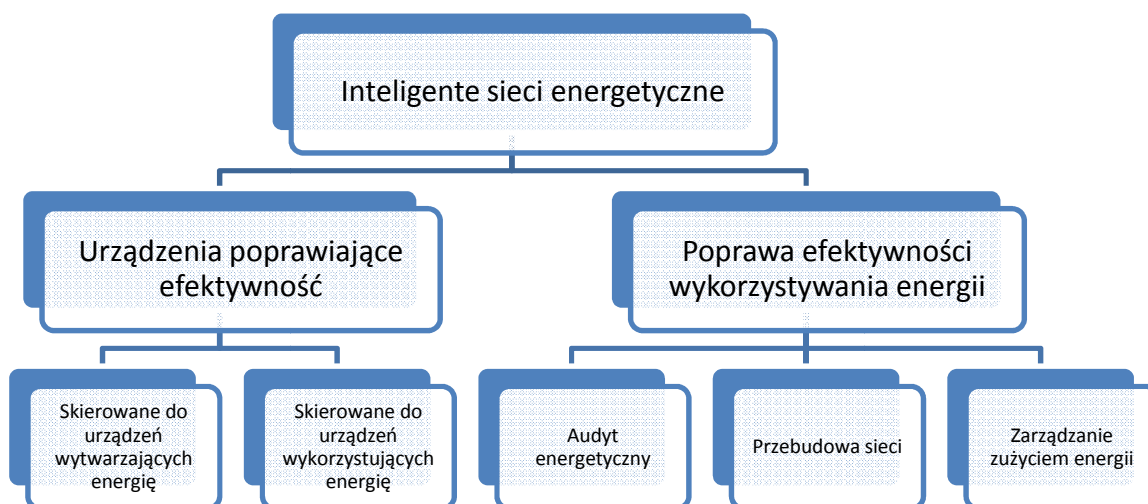 Inteligente sieci energetyczne
Urządzenia poprawiające
efektywność
Poprawa efektywności
wykorzystywania energii
Skierowane do
urządzeń
wytwarzających
energię
Skierowane do
urządzeń
wykorzystujących
energię
Audyt
energetyczny
Przebudowa sieci
Zarządzanie
zużyciem energii